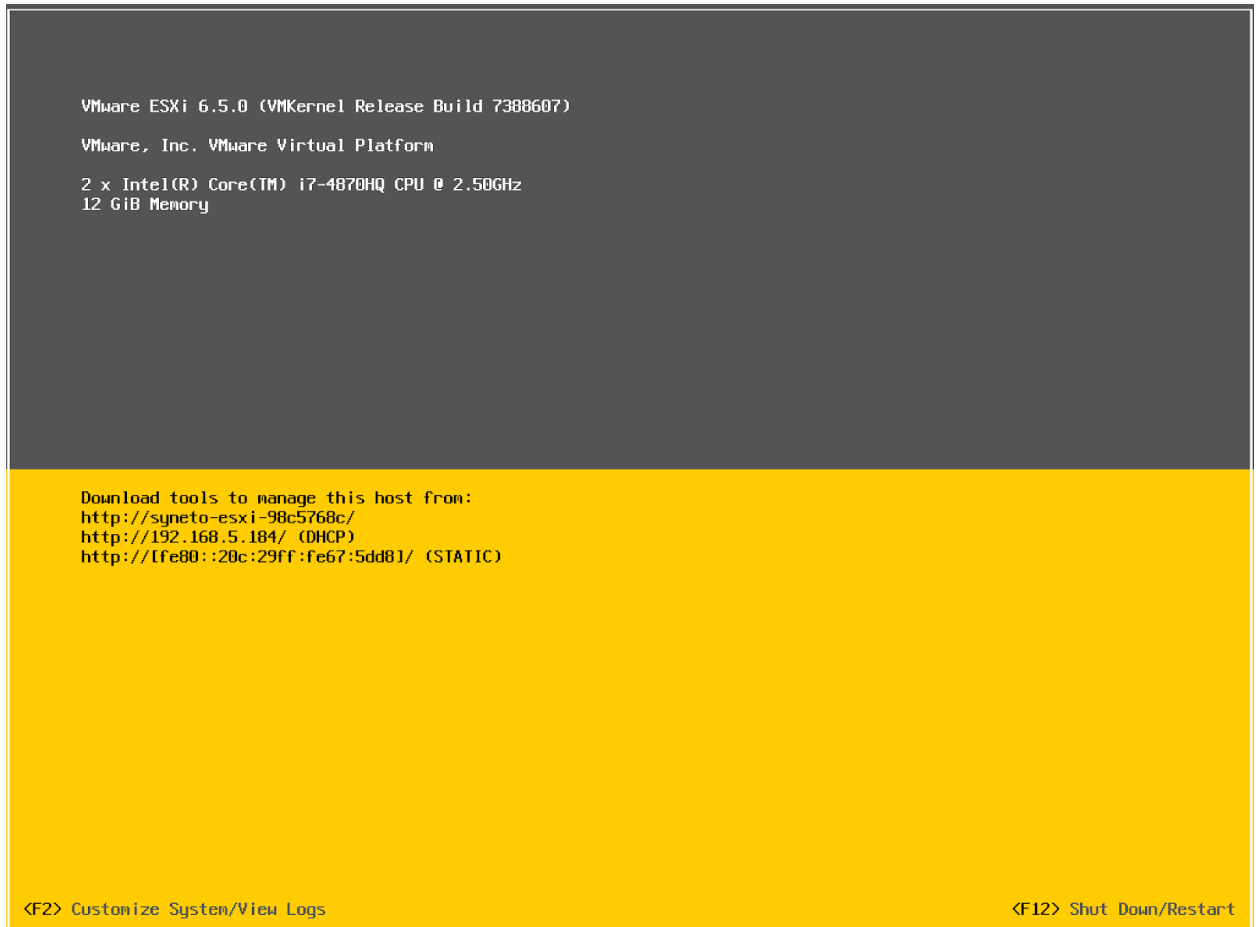 VMware ESXi 6.5.0 (VMKernel Release Build 7388607)
VMware, Inc. VMware Virtual Platform
2 x Intel(R) Core(TM) i7-4870HQ CPU @ 2.50GHz
12 GiB Memory
Download tools to manage this host from:
http://syneto-esxi-98c5768c/
http://192.168.5.184/ (DHCP)
http://[fe80::20c:29ff:fe67:5dd8]/ (STATIC)
<F2> Customize System/View Logs
<F12> Shut Down/Restart